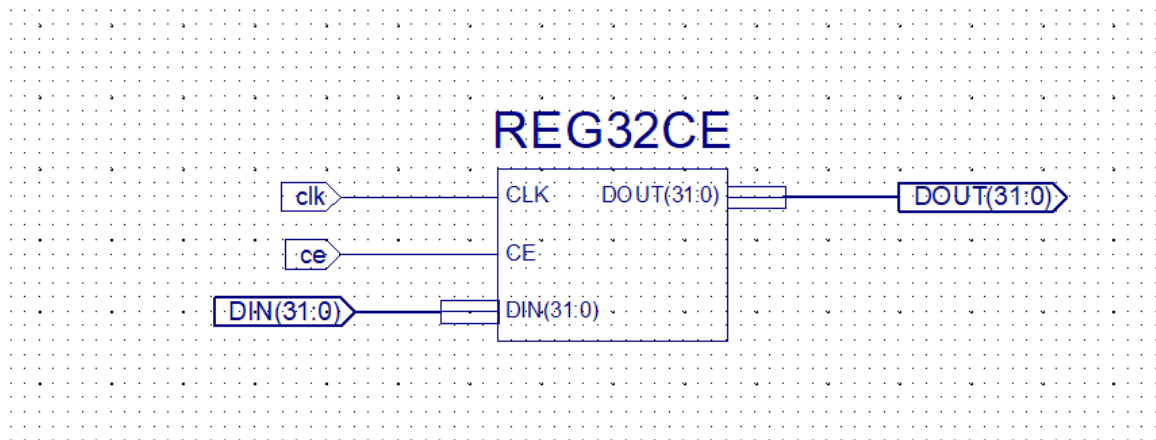 REG32CE
clk
CLK
DOUT(31:0)
DOUT(31:0)
ce
CE
DIN(31:0)
DIN(31:0)